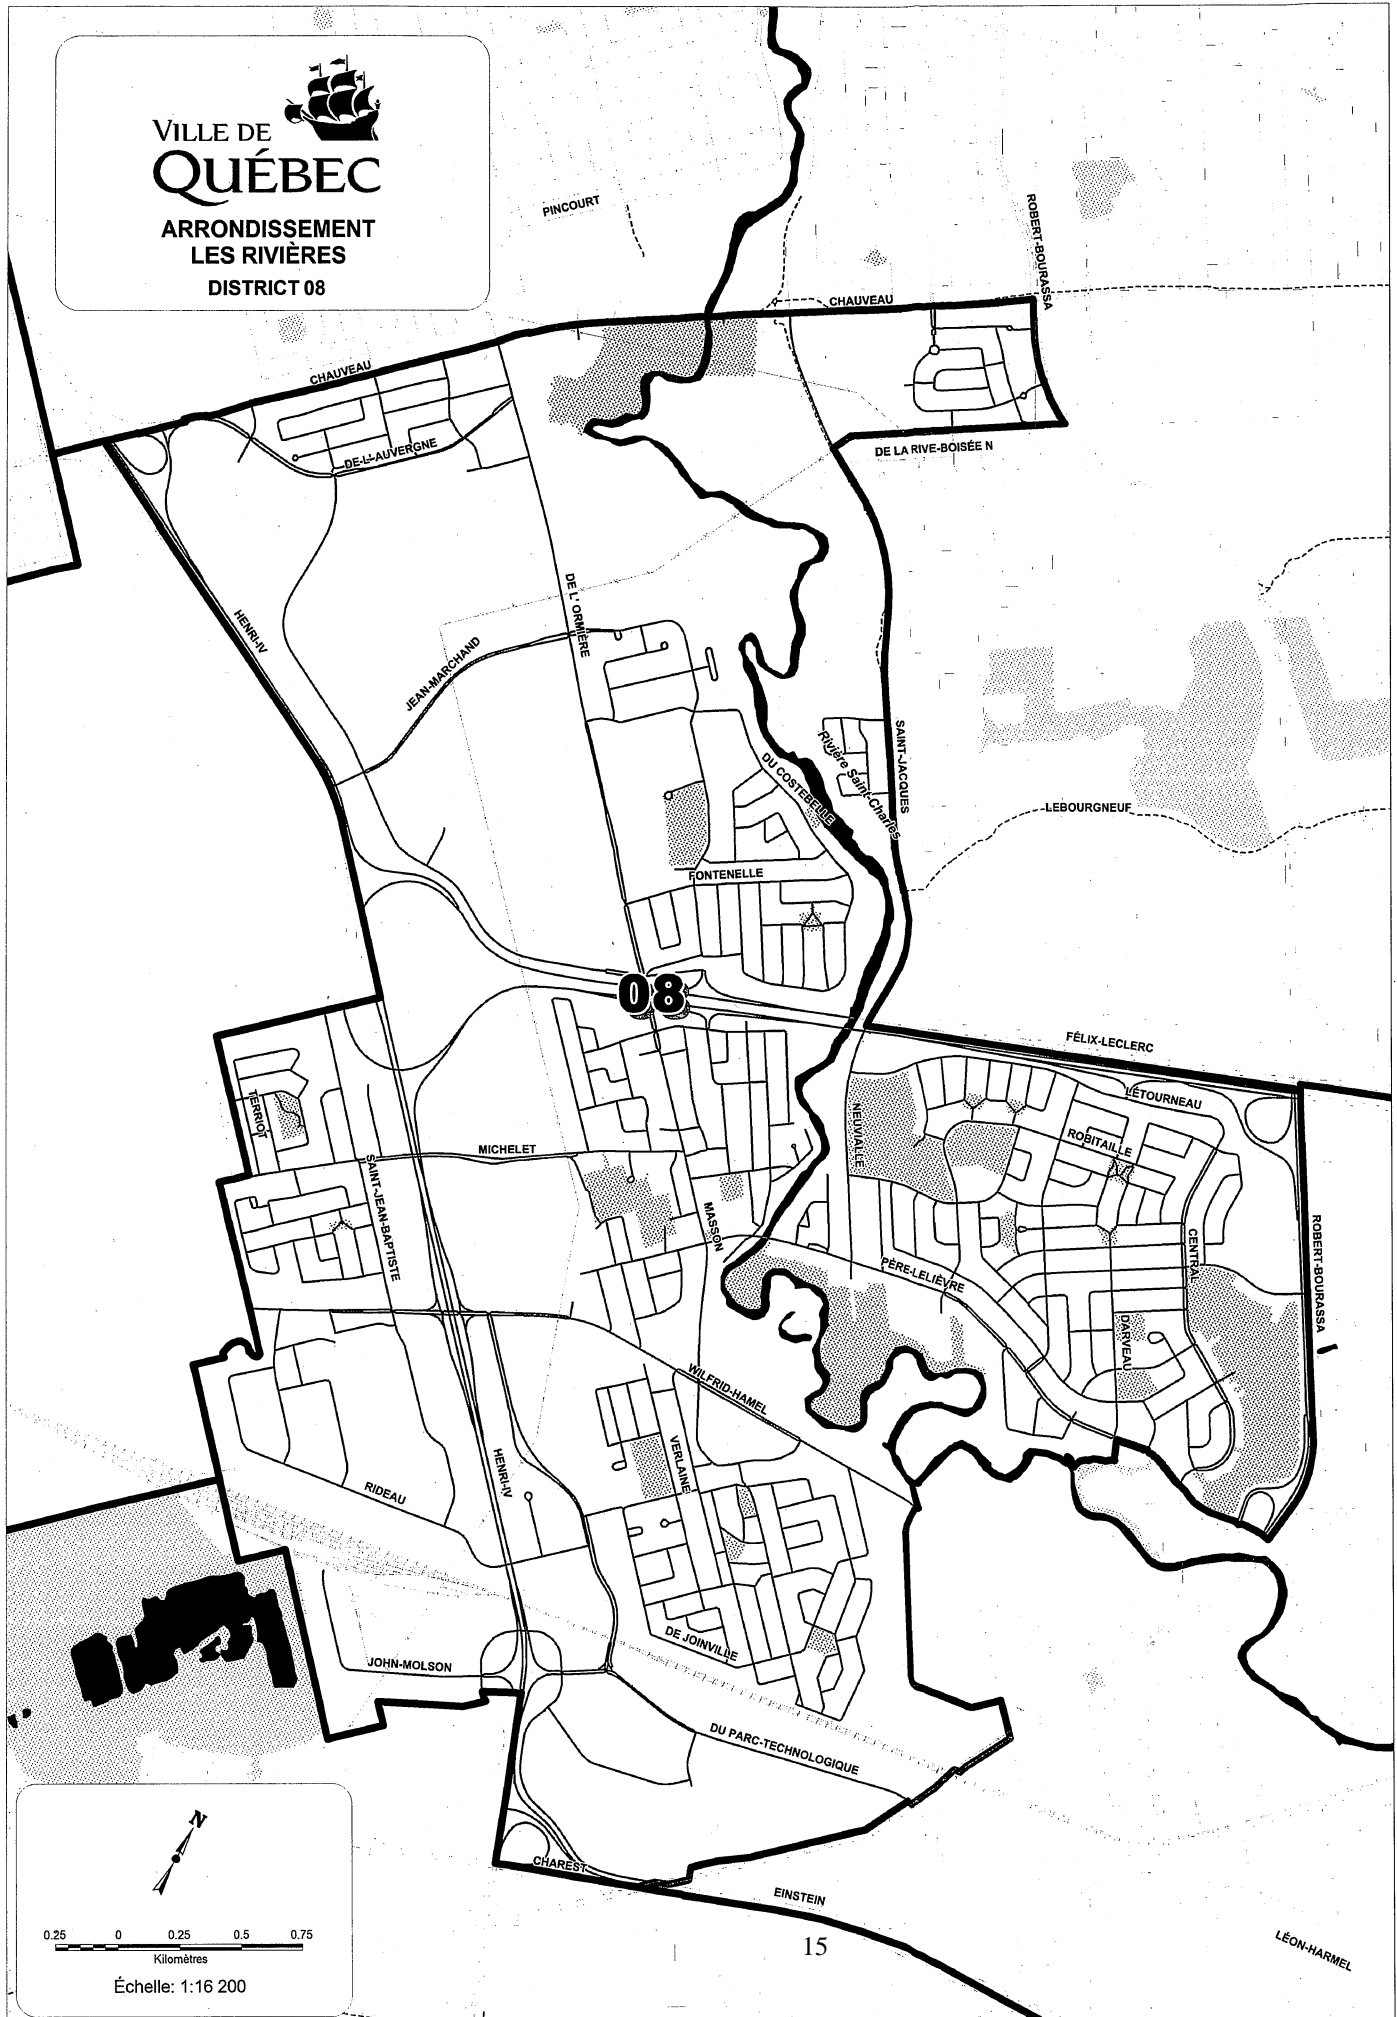 VILLE DE
QUÉBEC
ARRONDISSEMENT
LES RIVIÈRES
DISTRICT 08
PINCOURT
ROBERT-BOURASSA
CHAUVEAU
CHAUVEAU
DE L'AUVERGNE
DE LA RIVE-BOISÉE N
HENRI-IV
DE L' ORMIÈRE
JEAN-MARCHAND
SAINT-JACQUES
Rivière Saint-Charles
DU COSTEBELLE
LEBOURGNEUF
FONTENELLE
08
FÉLIX-LECLERC
TERRIOT
NEUVIALLE
LÉTOURNEAU
ROBITAILLE
MICHELET
SAINT-JEAN-BAPTISTE
MASSON
CENTRAL
ROBERT-BOURASSA
PÈRE-LELIÈVRE
DARVEAU
WILFRID-HAMEL
VERLAINE
HENRI-IV
RIDEAU
DE JOINVILLE
JOHN-MOLSON
DU PARC-TECHNOLOGIQUE
CHAREST
EINSTEIN
LÉON-HARMEL
N
0.25 0 0.25 0.5 0.75
Kilomètres
Échelle: 1:16 200
15